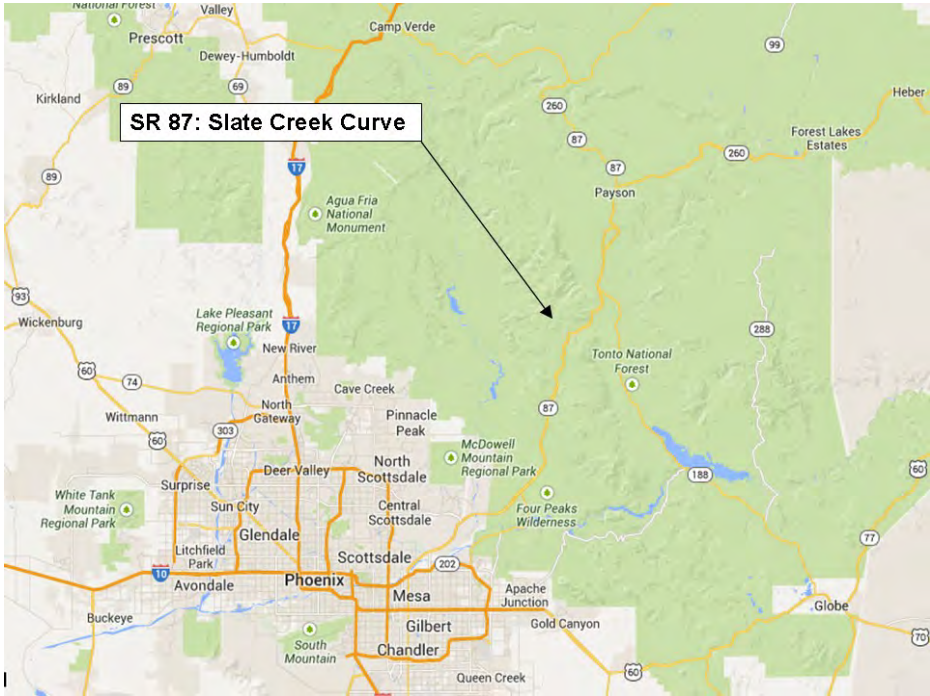 National Forest
Valley
Prescott
Camp Verde
Dewey-Humboldt
99
89
69
Kirkland
260
Heber
SR 87: Slate Creek Curve
87
Forest Lakes
Estates
260
17
87
89
Payson
Agua Fria
National
Monument
93
Lake Pleasant
Regional Park
Wickenburg
17
288
New River
Tonto National
Forest
60
74
Anthem
Cave Creek
87
North
Gateway
Pinnacle
Peak
Wittmann
303
60
McDowell
Mountain
Regional Park
Deer Valley
North
Scottsdale
60
188
Surprise
White Tank
Mountain
Regional Park
Sun City
Central
Scottsdale
Four Peaks
Wilderness
Glendale
77
Litchfield
Park
Scottsdale
202
10
Avondale
Phoenix
Mesa
Apache
Junction
Globe
Buckeye
Gilbert
Gold Canyon
70
South
Mountain
Chandler
60
Queen Creek